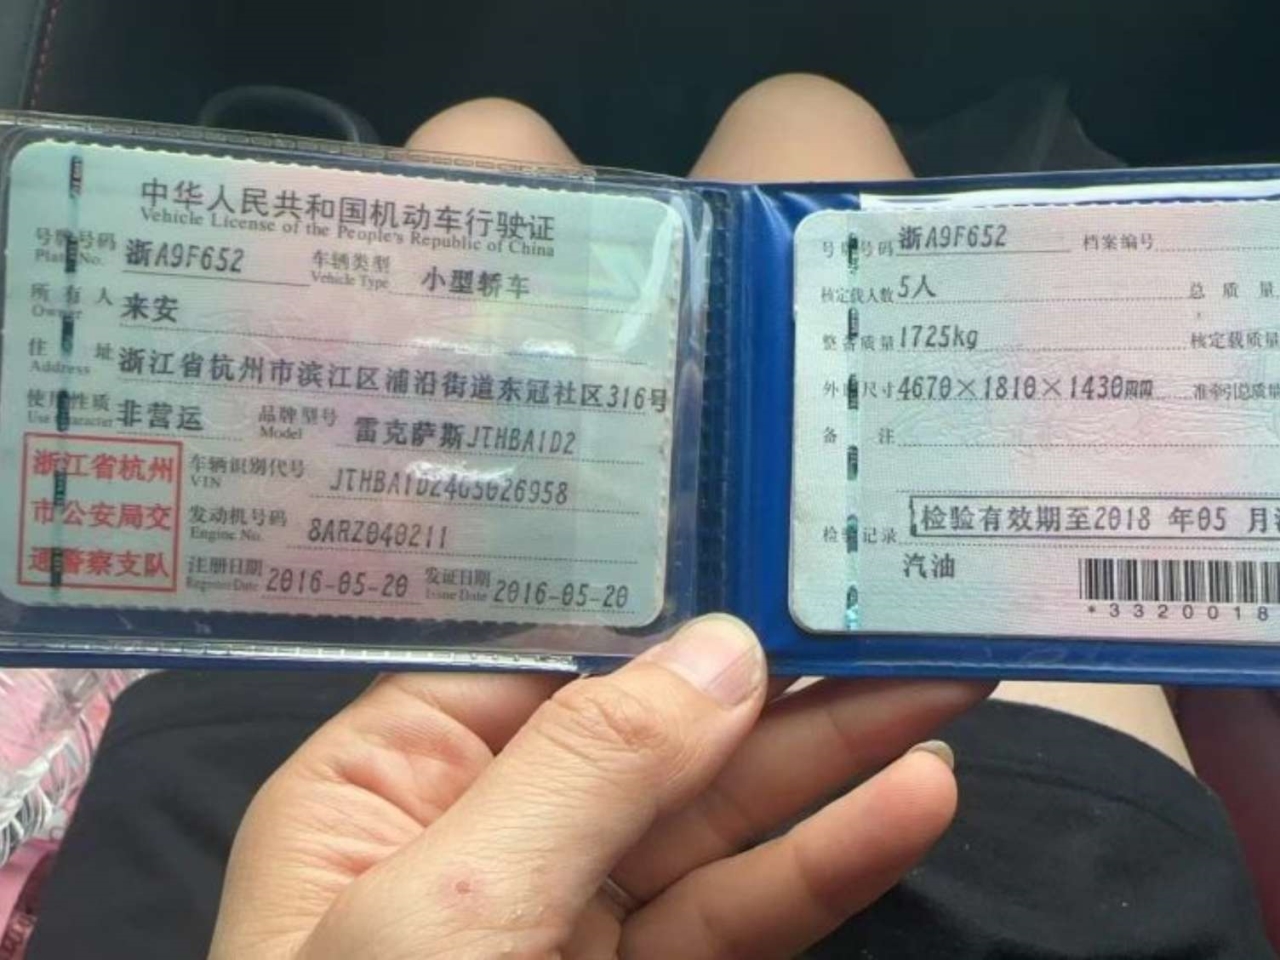 中华人民共和国机动车行驶证
Vehicle License of the People's Republic of China
号牌号码 浙A9F652 车辆类型 小型轿车
Plate No. Vehicle Type
所有人 来安
Owner
住址 浙江省杭州市滨江区浦沿街道东冠社区316号
Address
使用性质 非营运 品牌型号 雷克萨斯JTHBA1D2
Use Character Model
浙江省杭州
市公安局交
通警察支队
车辆识别代号 JTHBA1D24G5026958
VIN
发动机号码 8ARZ040211
Engine No.
注册日期 2016-05-20 发证日期 2016-05-20
Register Date Issue Date
号牌号码 浙A9F652 档案编号
核定载人数 5人 总质量
整备质量 1725kg 核定载质量
外廓尺寸 4670×1810×1430mm 准牵引总质量
备注
检验记录 检验有效期至2018年05月
汽油
*3320018